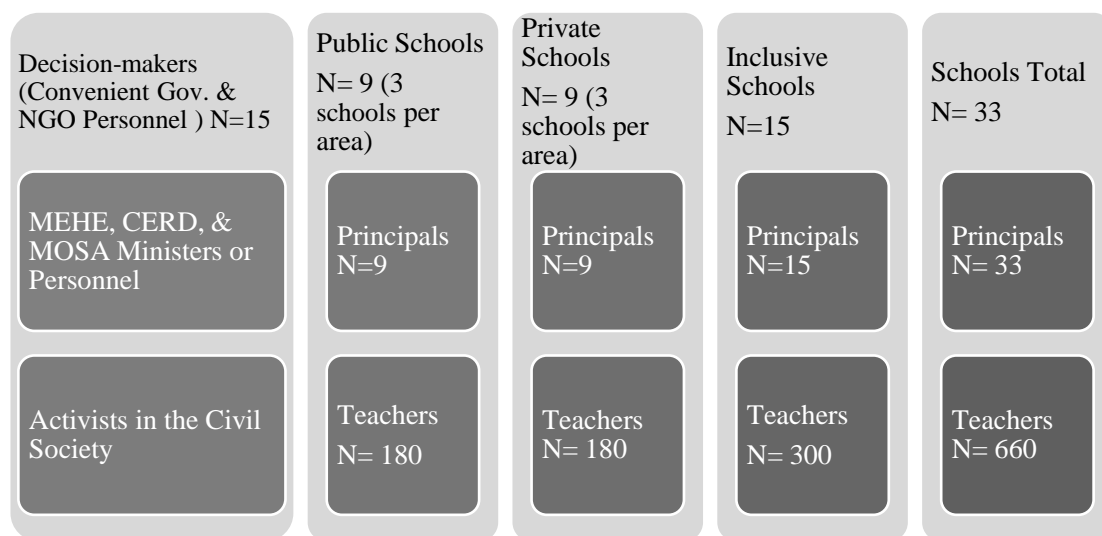 Decision-makers
(Convenient Gov. &
NGO Personnel ) N=15
MEHE, CERD, &
MOSA Ministers or
Personnel
Activists in the Civil
Society
Public Schools
N= 9 (3
schools per
area)
Principals
N=9
Teachers
N= 180
Private
Schools
N= 9 (3
schools per
area)
Principals
N=9
Teachers
N= 180
Inclusive
Schools
N=15
Principals
N=15
Teachers
N= 300
Schools Total
N= 33
Principals
N= 33
Teachers
N= 660